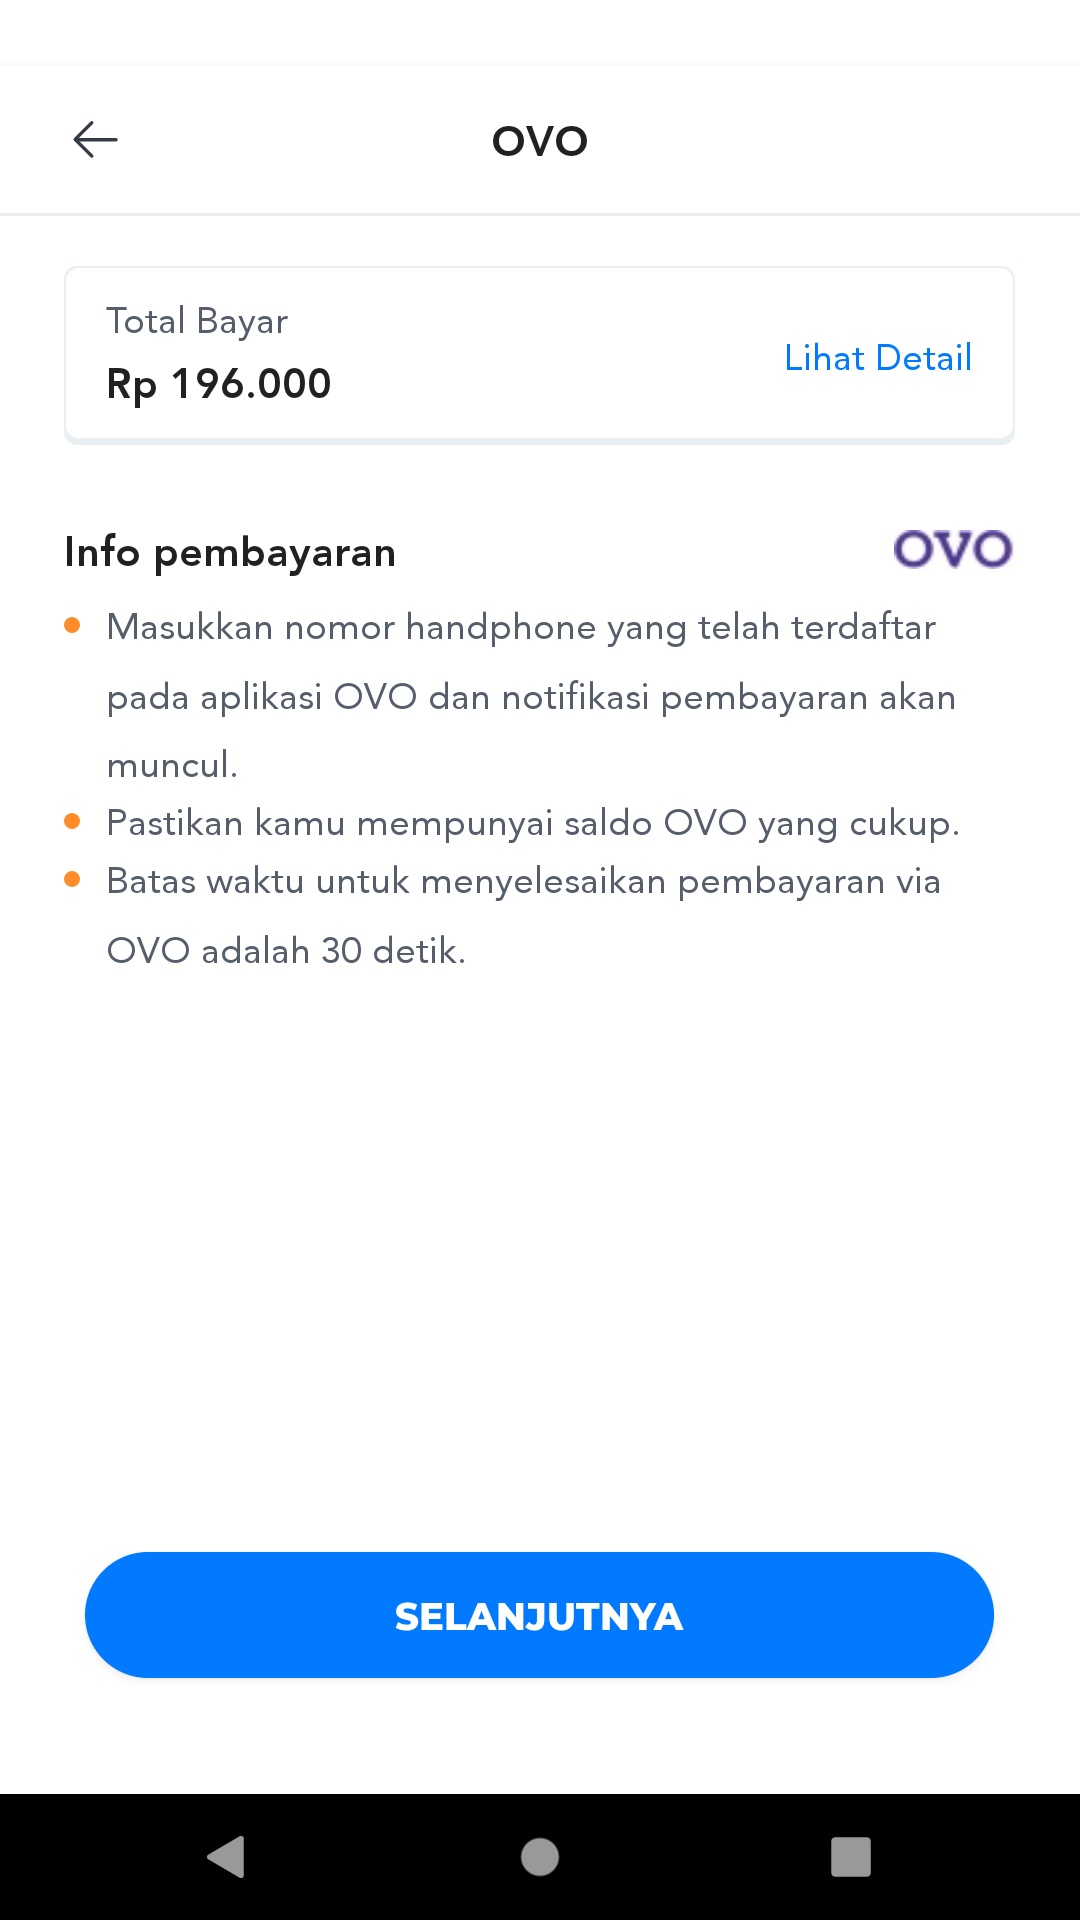 OVO
Total Bayar
Rp 196.000
Lihat Detail
Info pembayaran
OVO
Masukkan nomor handphone yang telah terdaftar
pada aplikasi OVO dan notifikasi pembayaran akan
muncul.
Pastikan kamu mempunyai saldo OVO yang cukup.
Batas waktu untuk menyelesaikan pembayaran via
OVO adalah 30 detik.
SELANJUTNYA